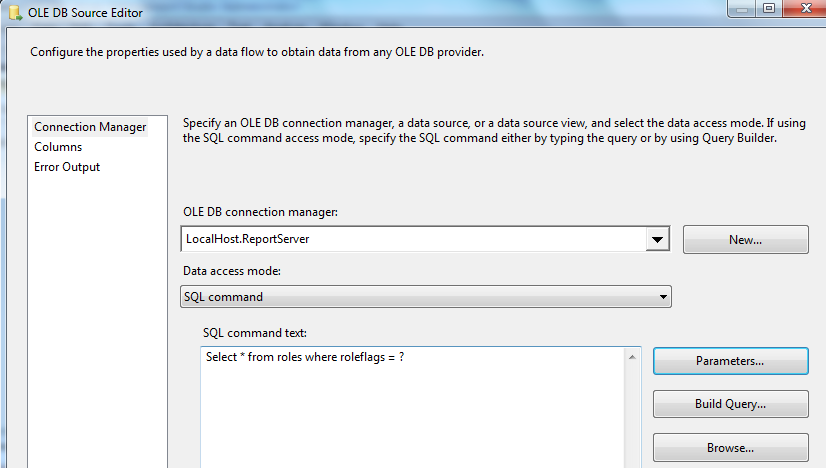 OLE DB Source Editor
Configure the properties used by a data flow to obtain data from any OLE DB provider.
Connection Manager
Columns
Error Output
Specify an OLE DB connection manager, a data source, or a data source view, and select the data access mode. If using
the SQL command access mode, specify the SQL command either by typing the query or by using Query Builder.
OLE DB connection manager:
LocalHost.ReportServer
New...
Data access mode:
SQL command
SQL command text:
Select * from roles where roleflags = ?
Parameters...
Build Query...
Browse...